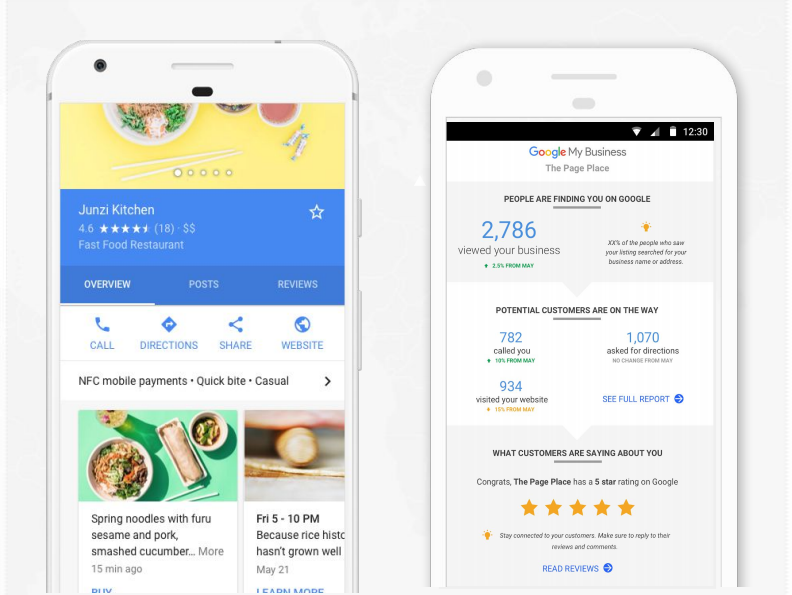 Junzi Kitchen
4.6 ★★★★★ (18) · $$
Fast Food Restaurant
OVERVIEW POSTS REVIEWS
CALL DIRECTIONS SHARE WEBSITE
NFC mobile payments • Quick bite • Casual
Spring noodles with furu
sesame and pork,
smashed cucumber... More
15 min ago
BUY
Fri 5 - 10 PM
Because rice histo
hasn't grown well
May 21
LEARN MORE
12:30
Google My Business
The Page Place
PEOPLE ARE FINDING YOU ON GOOGLE
2,786
viewed your business
2.5% FROM MAY
XX% of the people who saw
your listing searched for your
business name or address.
POTENTIAL CUSTOMERS ARE ON THE WAY
782
called you
10% FROM MAY
1,070
asked for directions
NO CHANGE FROM MAY
934
visited your website
15% FROM MAY
SEE FULL REPORT
WHAT CUSTOMERS ARE SAYING ABOUT YOU
Congrats, The Page Place has a 5 star rating on Google
Stay connected to your customers. Make sure to reply to their
reviews and comments.
READ REVIEWS